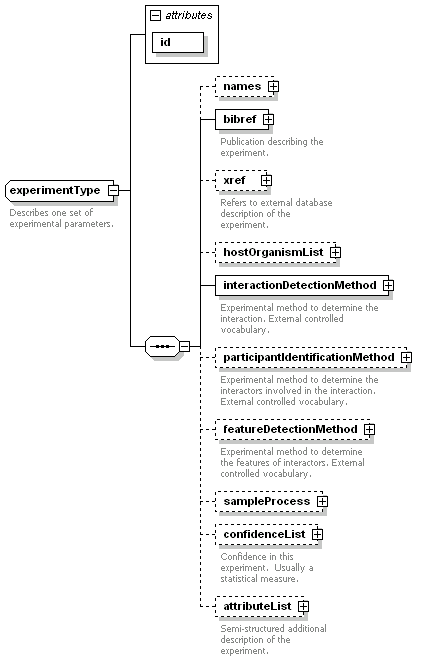 attributes
id
names
bibref
Publication describing the
experiment.
xref
Refers to external database
description of the
experiment.
experimentType
Describes one set of
experimental parameters.
hostOrganismList
interactionDetectionMethod
Experimental method to determine the
interaction. External controlled
vocabulary.
participantIdentificationMethod
Experimental method to determine the
interactors involved in the interaction.
External controlled vocabulary.
featureDetectionMethod
Experimental method to determine
the features of interactors. External
controlled vocabulary.
sampleProcess
confidenceList
Confidence in this
experiment.  Usually a
statistical measure.
attributeList
Semi-structured additional
description of the
experiment.